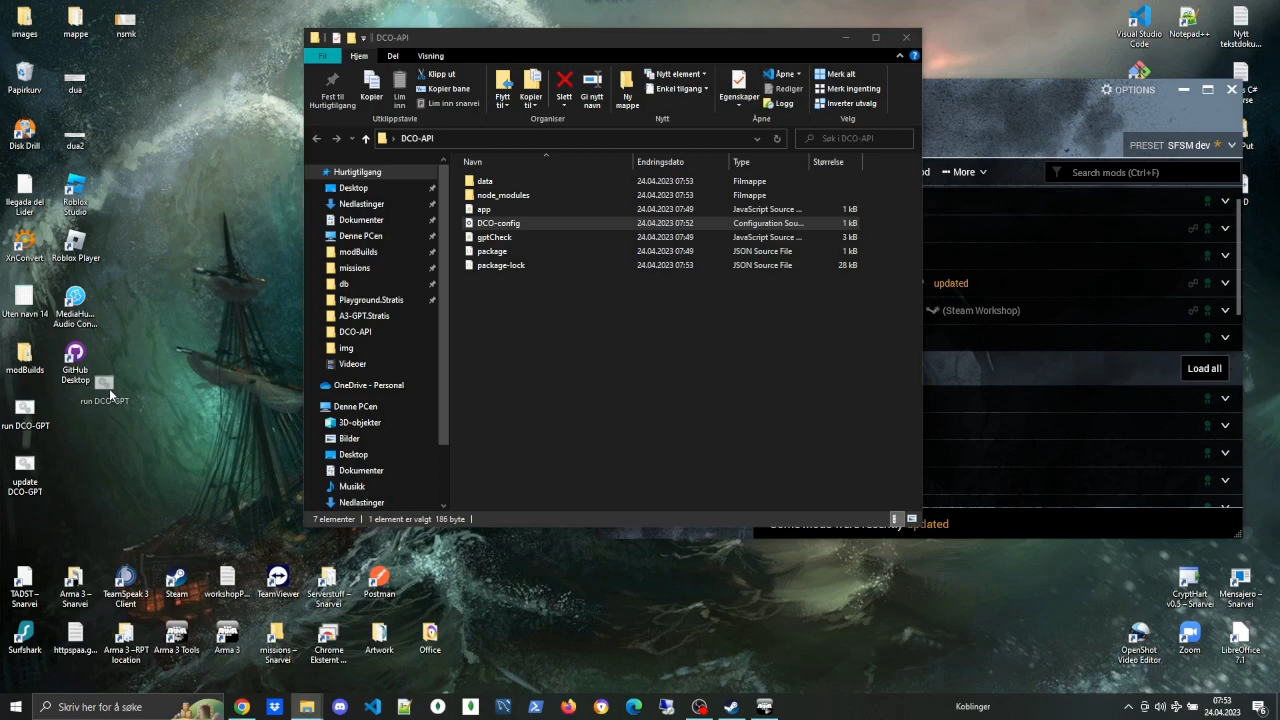 images
mappe
nsmk
Papirkurv
dua
Disk Drill
dua2
llegada del
Lider
Roblox
Studio
XnConvert
Roblox Player
Uten navn 14
MediaHu...
Audio Con...
modBuilds
GitHub
Desktop
run DCO-GPT
run DCO-GPT
update
DCO-GPT
DCO-API
Fil
Hjem
Del
Visning
Fest til
Hurtigtilgang
Kopier
Lim
inn
Klipp ut
Kopier bane
Lim inn snarvei
Utklippstavle
Flytt
til
Kopier
til
Slett
Gi nytt
navn
Organiser
Ny
mappe
Nytt element
Enkel tilgang
Nytt
Egenskaper
Åpne
Rediger
Logg
Åpne
Merk alt
Merk ingenting
Inverter utvalg
Velg
DCO-API
Søk i DCO-API
Hurtigtilgang
Desktop
Nedlastinger
Dokumenter
Denne PCen
modBuilds
missions
db
Playground.Stratis
A3-GPT.Stratis
DCO-API
img
Videoer
OneDrive - Personal
Denne PCen
3D-objekter
Bilder
Desktop
Dokumenter
Musikk
Nedlastinger
Navn Endringsdato Type Størrelse
data 24.04.2023 07:53 Filmappe
node_modules 24.04.2023 07:53 Filmappe
app 24.04.2023 07:49 JavaScript Source ... 1 kB
DCO-config 24.04.2023 07:52 Configuration Sou... 1 kB
gptCheck 24.04.2023 07:49 JavaScript Source ... 3 kB
package 24.04.2023 07:49 JSON Source File 1 kB
package-lock 24.04.2023 07:53 JSON Source File 28 kB
7 elementer 1 element er valgt 186 byte
OPTIONS
PRESET SFSM dev *
More
Search mods (Ctrl+F)
updated
(Steam Workshop)
Load all
updated
Visual Studio
Code
Notepad++
Nytt
tekstdoku...
TADST –
Snarvei
Arma 3 –
Snarvei
TeamSpeak 3
Client
Steam
workshopP...
TeamViewer
Serverstuff –
Snarvei
Postman
Surfshark
httpspa...
Arma 3 –RPT
location
Arma 3 Tools
Arma 3
missions –
Snarvei
Chrome
Eksternt ...
Artwork
Office
CryptHart
v0.5 – Snarvei
Mensajero –
Snarvei
OpenShot
Video Editor
Zoom
LibreOffice
7.1
Skriv her for å søke
Koblinger
07:53
24.04.2023
6